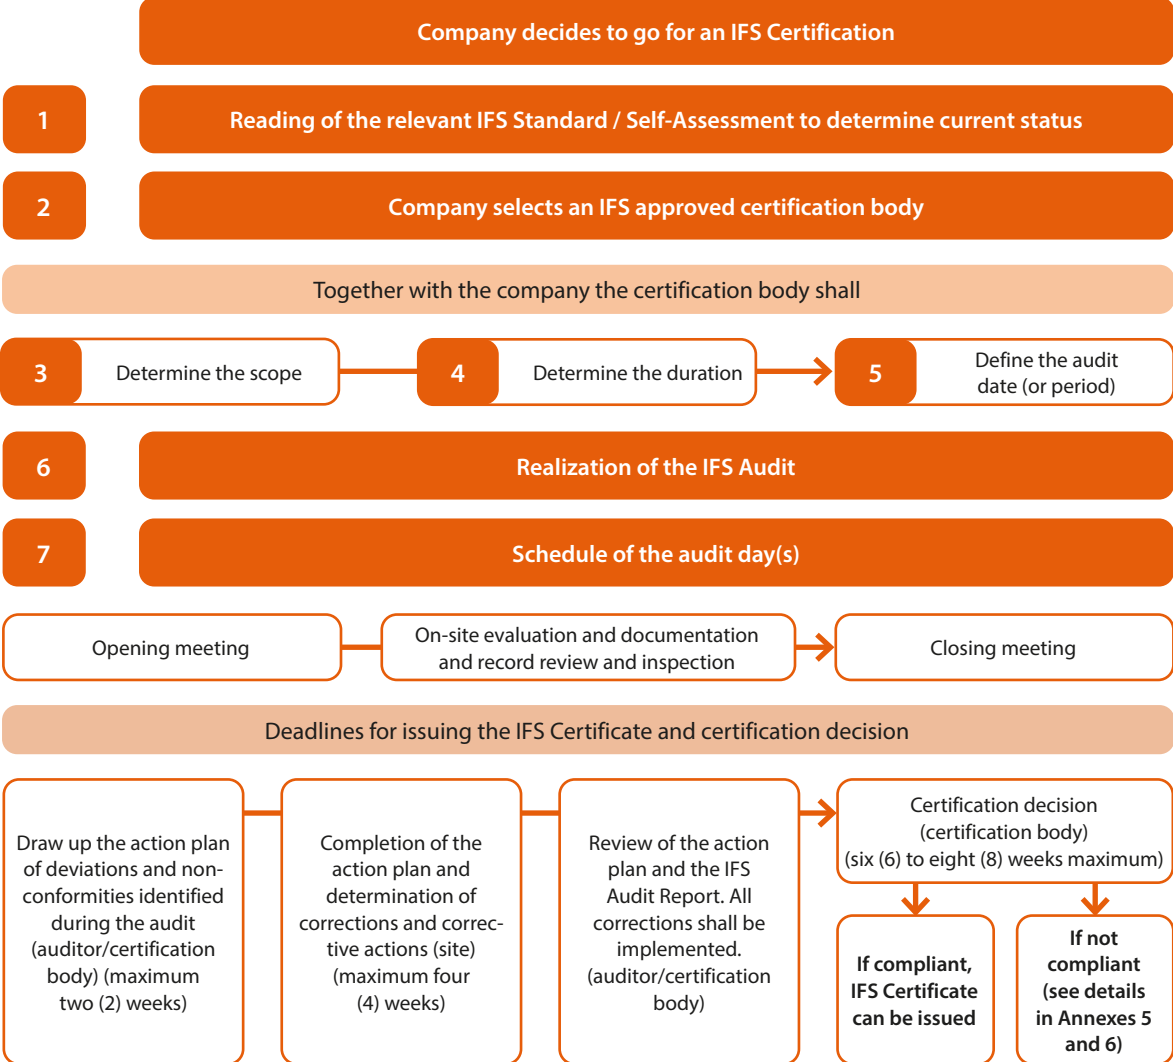 Company decides to go for an IFS Certification
1
Reading of the relevant IFS Standard / Self-Assessment to determine current status
2
Company selects an IFS approved certification body
Together with the company the certification body shall
3
Determine the scope
4
Determine the duration
5
Define the audit
date (or period)
6
Realization of the IFS Audit
7
Schedule of the audit day(s)
Opening meeting
On-site evaluation and documentation
and record review and inspection
Closing meeting
Deadlines for issuing the IFS Certificate and certification decision
Draw up the action plan
of deviations and non-
conformities identified
during the audit
(auditor/certification
body) (maximum
two (2) weeks)
Completion of the
action plan and
determination of
corrections and correc-
tive actions (site)
(maximum four
(4) weeks)
Review of the action
plan and the IFS
Audit Report. All
corrections shall be
implemented.
(auditor/certification
body)
Certification decision
(certification body)
(six (6) to eight (8) weeks maximum)
If compliant,
IFS Certificate
can be issued
If not
compliant
(see details
in Annexes 5
and 6)